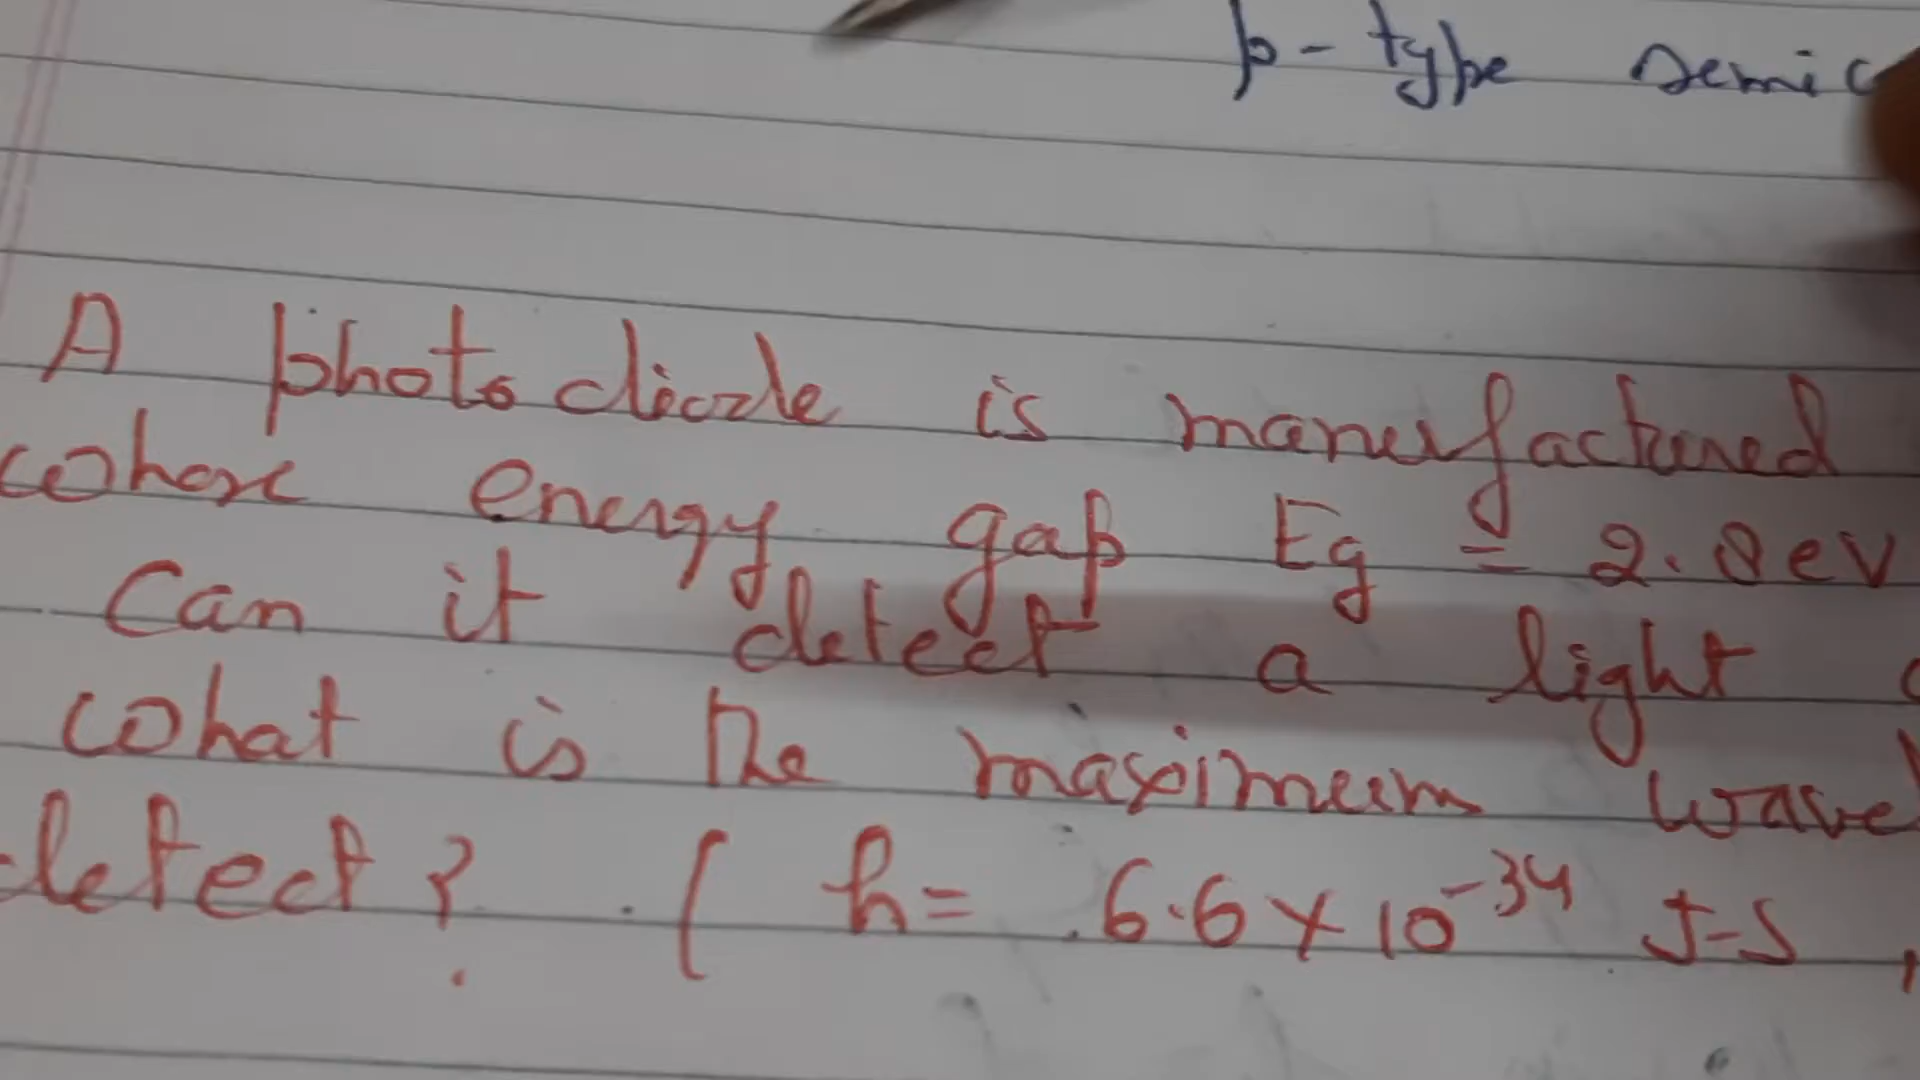 p-type semic
A photodiode is manufactured
whose energy gap Eg = 2.8eV
Can it detect a light
What is the maximum wavel
detect? ( h= 6.6×10^-34 J-S,